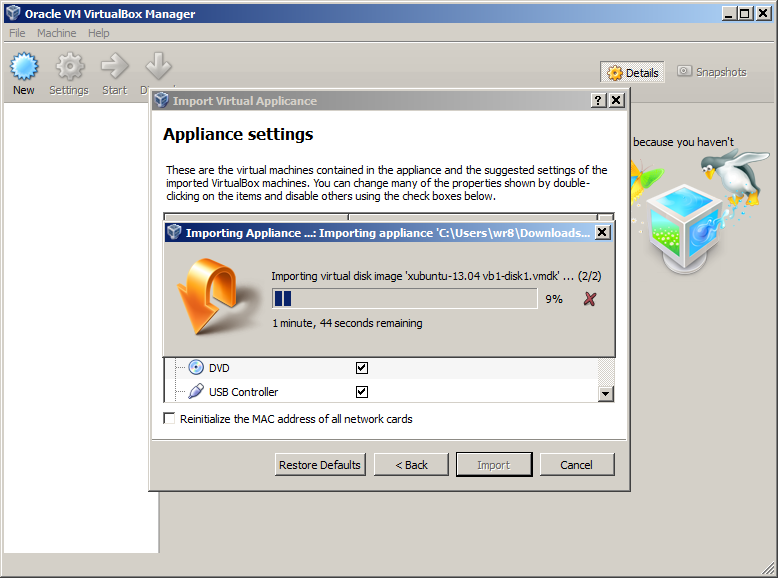 Oracle VM VirtualBox Manager
File Machine Help
New Settings Start
Details Snapshots
Import Virtual Applicance
because you haven't
Appliance settings
These are the virtual machines contained in the appliance and the suggested settings of the
imported VirtualBox machines. You can change many of the properties shown by double-
clicking on the items and disable others using the check boxes below.
Importing Appliance ...: Importing appliance 'C:\Users\wr8\Downloads...
Importing virtual disk image 'xubuntu-13.04 vb1-disk1.vmdk' ... (2/2)
9%
1 minute, 44 seconds remaining
DVD
USB Controller
Reinitialize the MAC address of all network cards
Restore Defaults < Back Import Cancel